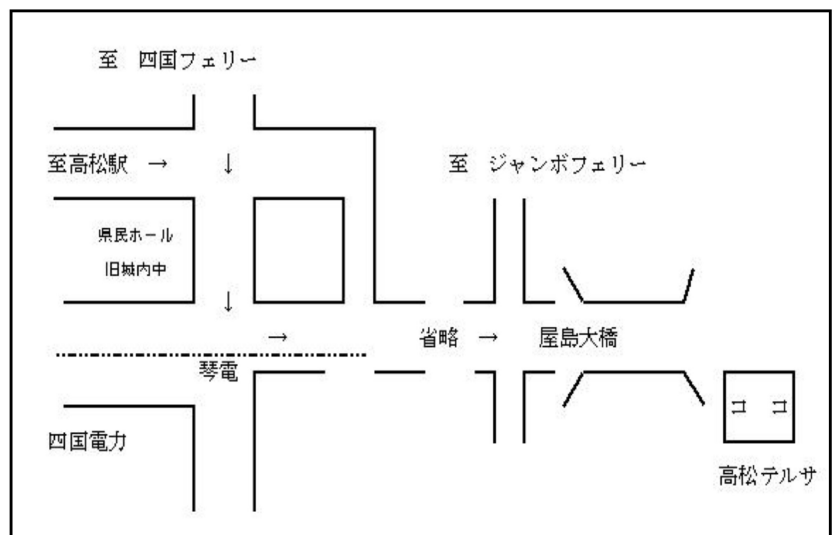 至 四国フェリー
至高松駅 → ↓
至 ジャンボフェリー
県民ホール
旧城内中
↓
→ 省略 → 屋島大橋
琴電
四国電力
ココ
高松テルサ